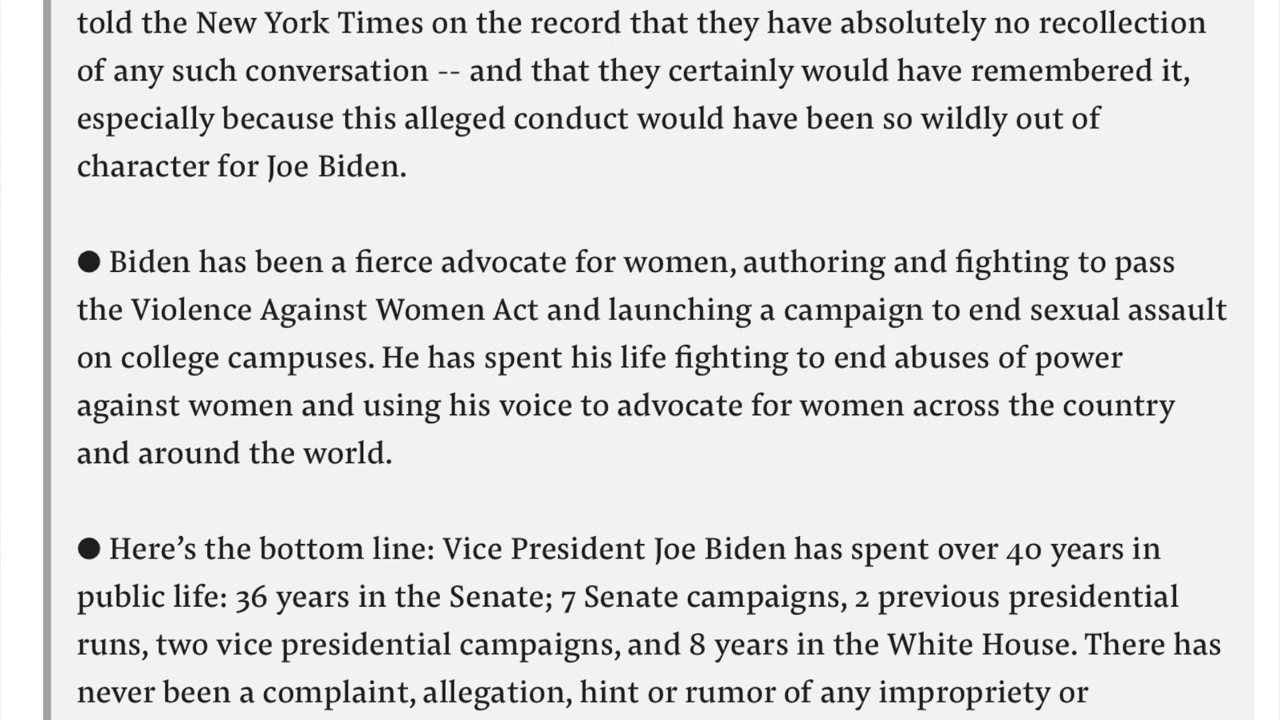 told the New York Times on the record that they have absolutely no recollection
of any such conversation -- and that they certainly would have remembered it,
especially because this alleged conduct would have been so wildly out of
character for Joe Biden.
● Biden has been a fierce advocate for women, authoring and fighting to pass
the Violence Against Women Act and launching a campaign to end sexual assault
on college campuses. He has spent his life fighting to end abuses of power
against women and using his voice to advocate for women across the country
and around the world.
● Here’s the bottom line: Vice President Joe Biden has spent over 40 years in
public life: 36 years in the Senate; 7 Senate campaigns, 2 previous presidential
runs, two vice presidential campaigns, and 8 years in the White House. There has
never been a complaint, allegation, hint or rumor of any impropriety or